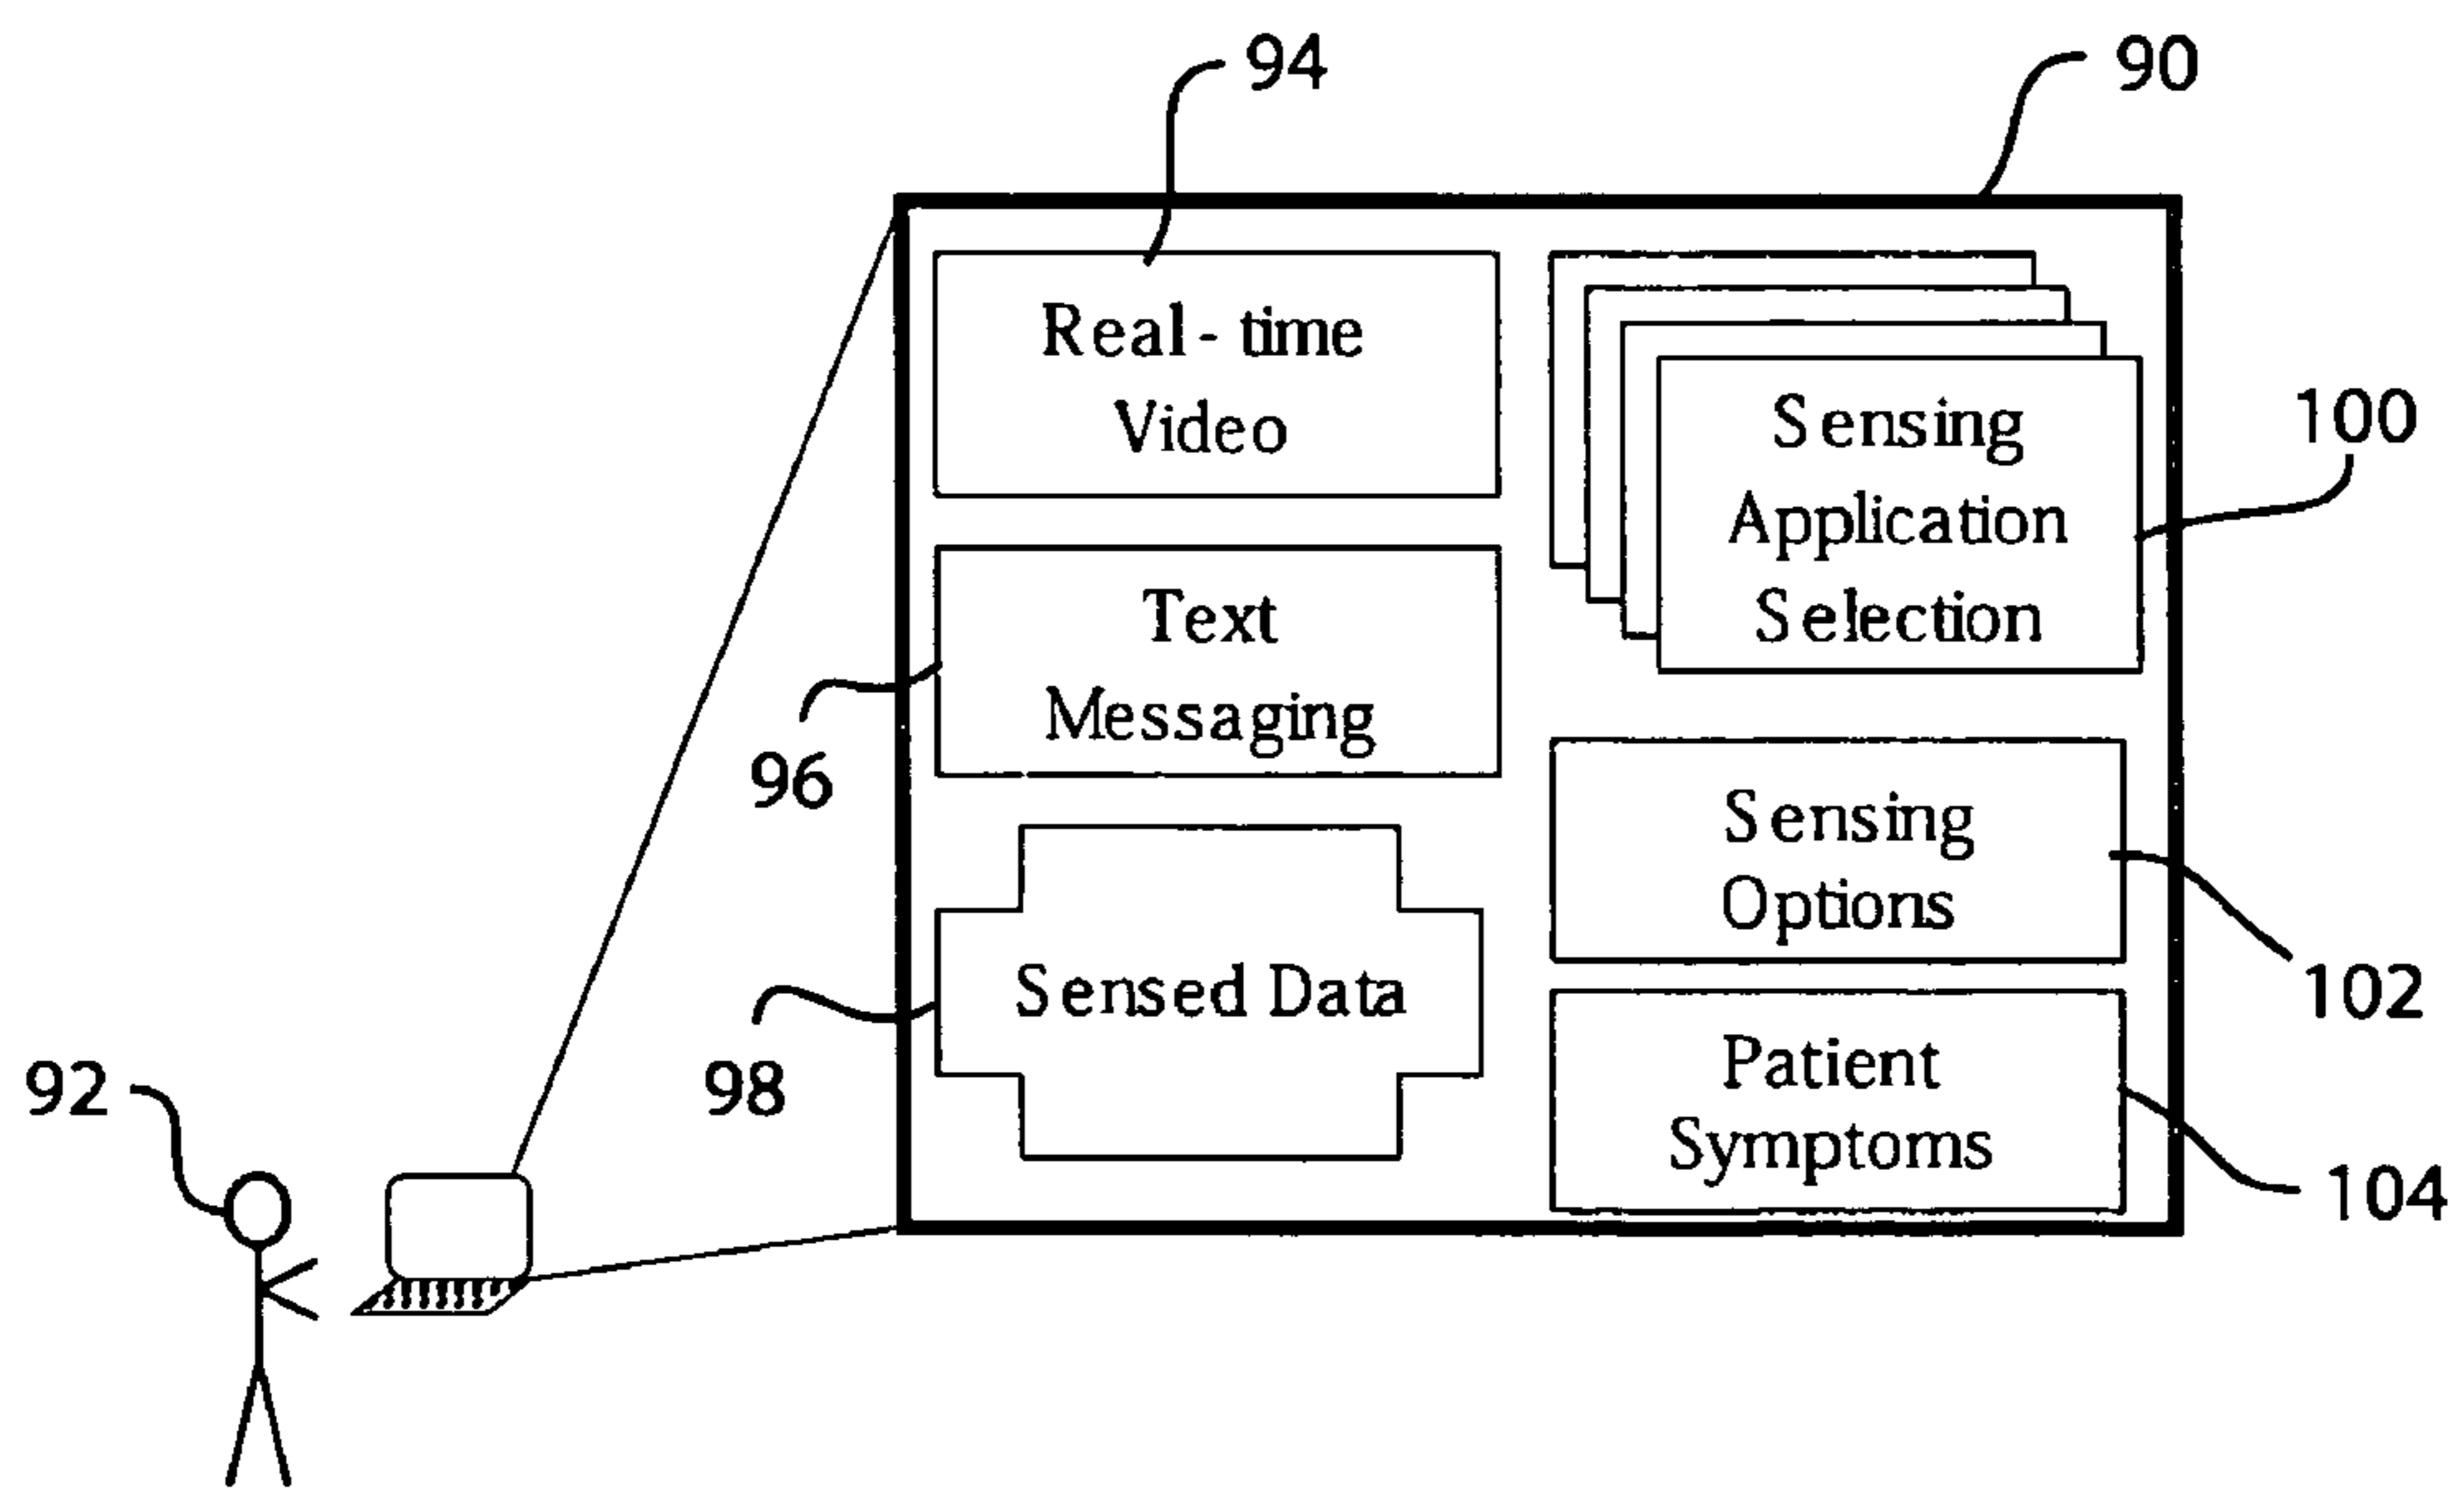 94
90
Real-time
Video
Sensing
Application
Selection
100
Text
Messaging
96
Sensing
Options
102
Sensed Data
98
Patient
Symptoms
104
92